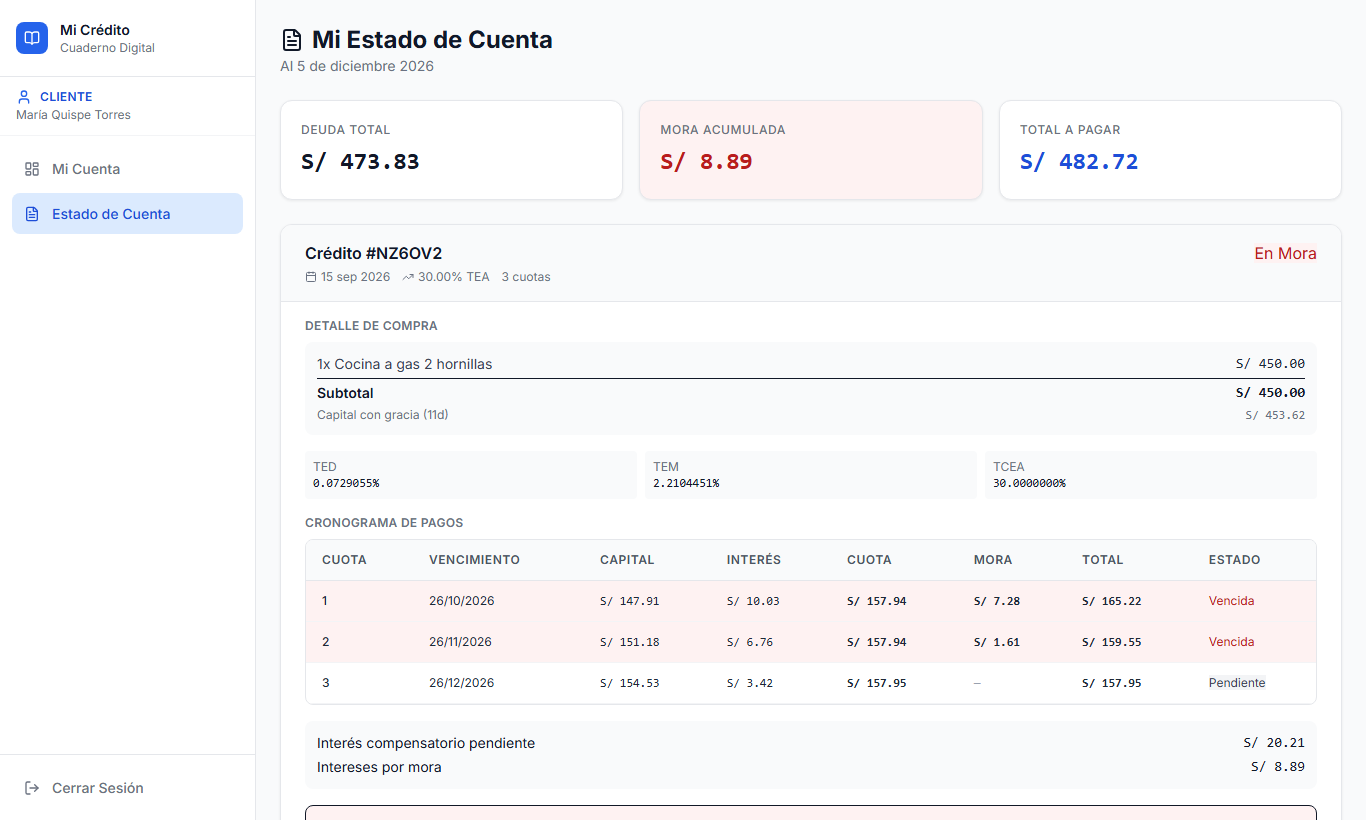 Mi Crédito
Cuaderno Digital
CLIENTE
María Quispe Torres
Mi Cuenta
Estado de Cuenta
Cerrar Sesión
Mi Estado de Cuenta
Al 5 de diciembre 2026
DEUDA TOTAL
S/ 473.83
MORA ACUMULADA
S/ 8.89
TOTAL A PAGAR
S/ 482.72
Crédito #NZ6OV2
En Mora
15 sep 2026 30.00% TEA 3 cuotas
DETALLE DE COMPRA
1x Cocina a gas 2 hornillas S/ 450.00
Subtotal S/ 450.00
Capital con gracia (11d) S/ 453.62
TED
0.0729055%
TEM
2.2104451%
TCEA
30.0000000%
CRONOGRAMA DE PAGOS
CUOTA VENCIMIENTO CAPITAL INTERÉS CUOTA MORA TOTAL ESTADO
1 26/10/2026 S/ 147.91 S/ 10.03 S/ 157.94 S/ 7.28 S/ 165.22 Vencida
2 26/11/2026 S/ 151.18 S/ 6.76 S/ 157.94 S/ 1.61 S/ 159.55 Vencida
3 26/12/2026 S/ 154.53 S/ 3.42 S/ 157.95 – S/ 157.95 Pendiente
Interés compensatorio pendiente S/ 20.21
Intereses por mora S/ 8.89